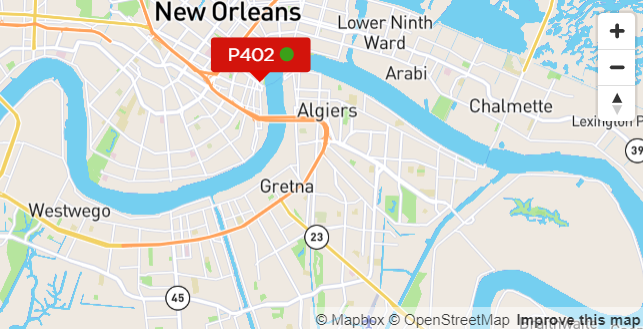 New Orleans
Lower Ninth
Ward
P402
Arabi
Algiers
Chalmette
Lexington P
39
Gretna
Westwego
23
45
© Mapbox © OpenStreetMap Improve this map